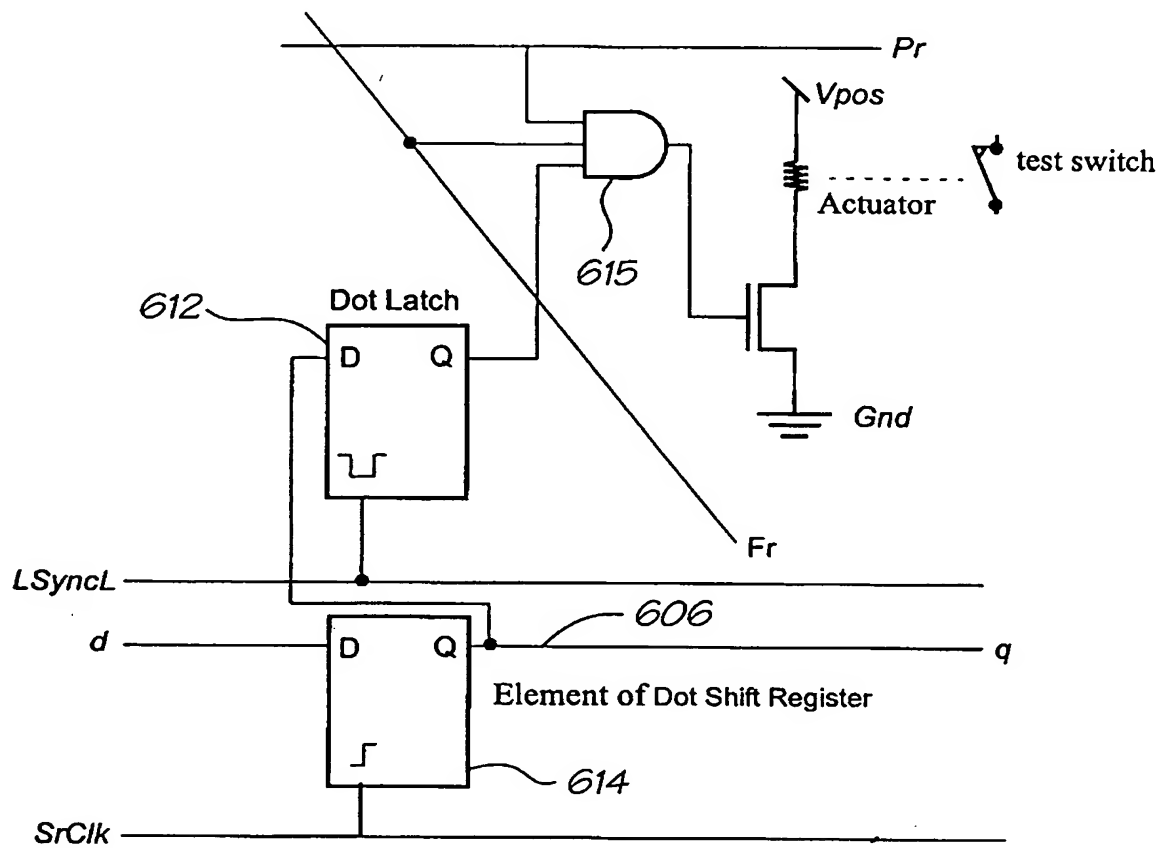 Pr
Vpos
test switch
Actuator
615
612
Dot Latch
D Q
Gnd
Fr
LSyncL
606
d
D Q
q
Element of Dot Shift Register
614
SrClk